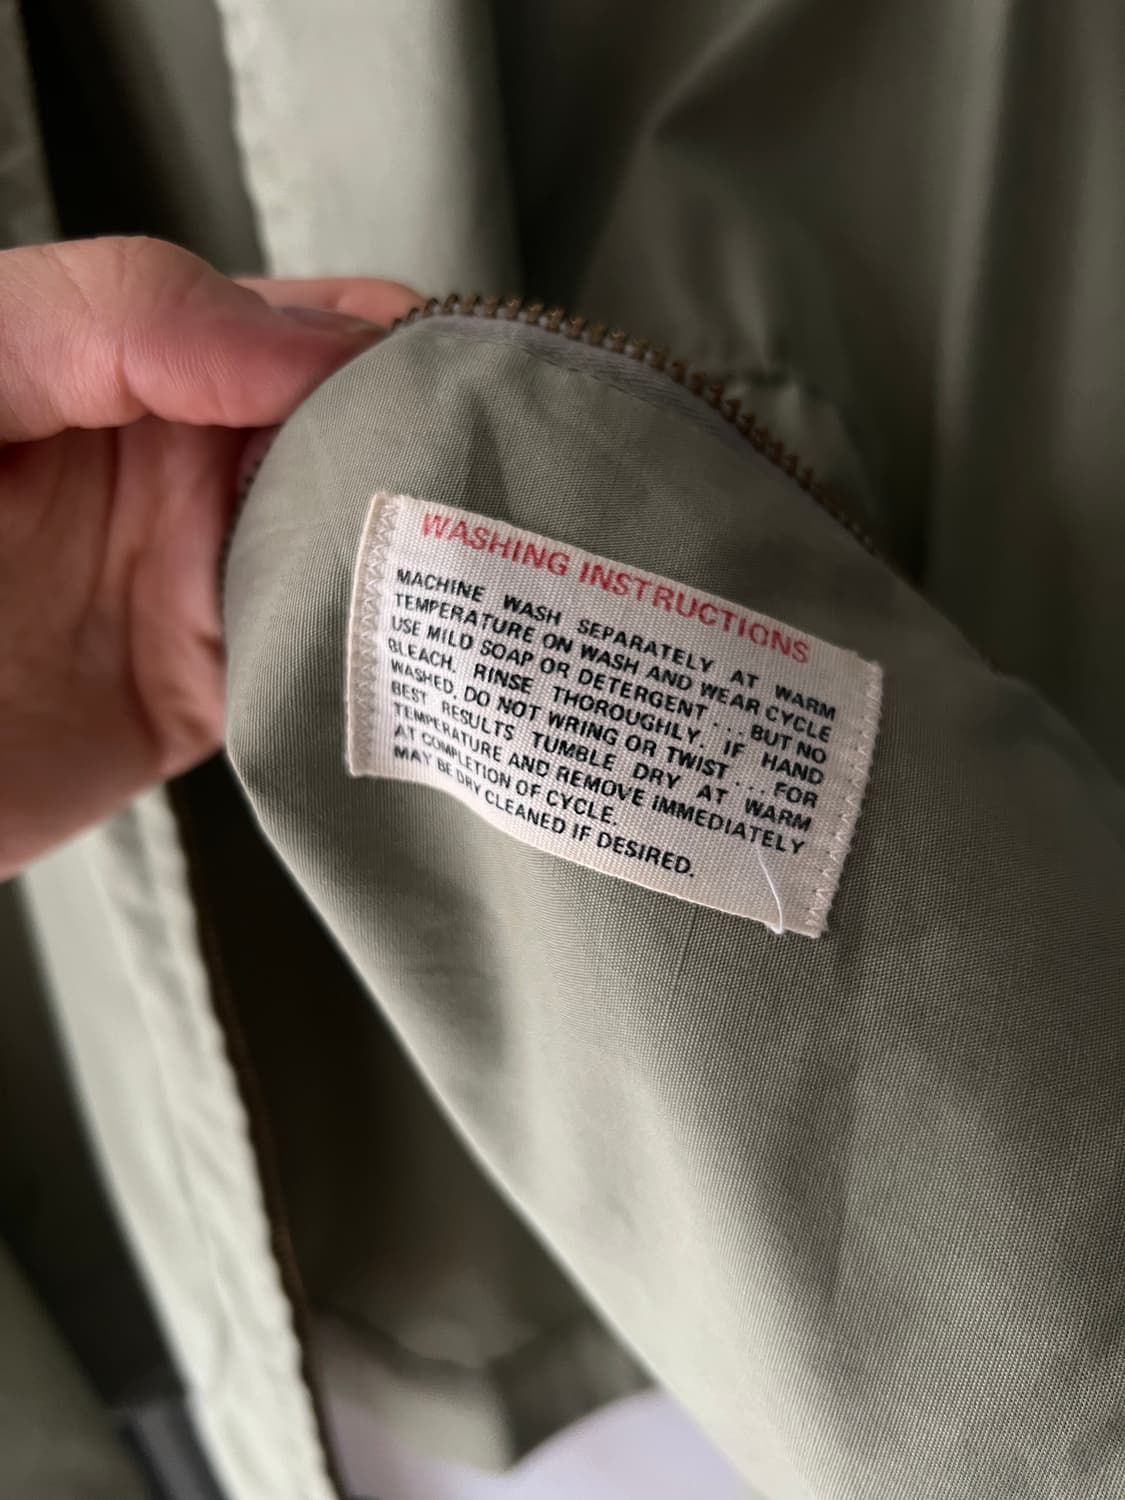 WASHING INSTRUCTIONS
MACHINE WASH SEPARATELY AT WARM
TEMPERATURE ON WASH AND WEAR CYCLE
USE MILD SOAP OR DETERGENT ... BUT NO
BLEACH. RINSE THOROUGHLY. IF HAND
WASHED, DO NOT WRING OR TWIST ... FOR
BEST RESULTS TUMBLE DRY AT WARM
TEMPERATURE AND REMOVE IMMEDIATELY
AT COMPLETION OF CYCLE.
MAY BE DRY CLEANED IF DESIRED.